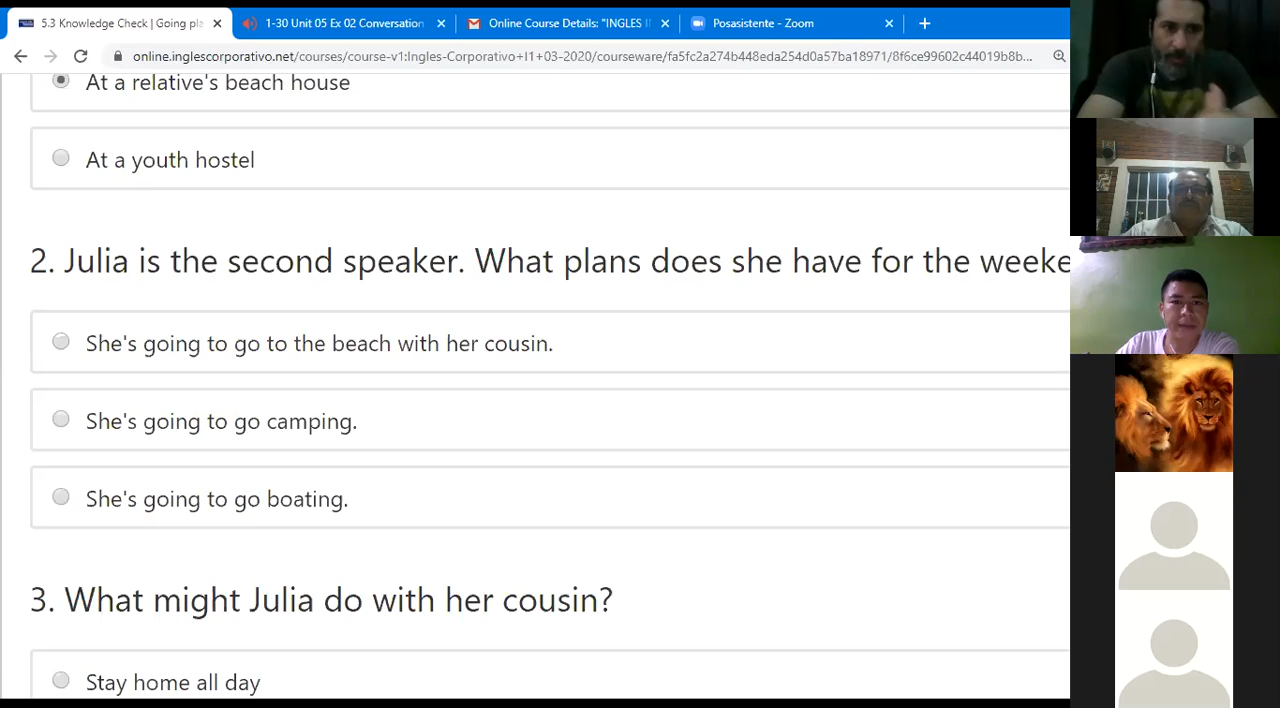 5.3 Knowledge Check | Going pla
1-30 Unit 05 Ex 02 Conversation
Online Course Details: "INGLES I
Posasistente - Zoom
online.inglescorporativo.net/courses/course-v1:Ingles-Corporativo+I1+03-2020/courseware/fa5fc2a274b448eda254d0a57ba18971/8f6ce99602c44019b8b...
At a relative's beach house
At a youth hostel
2. Julia is the second speaker. What plans does she have for the weeke
She's going to go to the beach with her cousin.
She's going to go camping.
She's going to go boating.
3. What might Julia do with her cousin?
Stay home all day